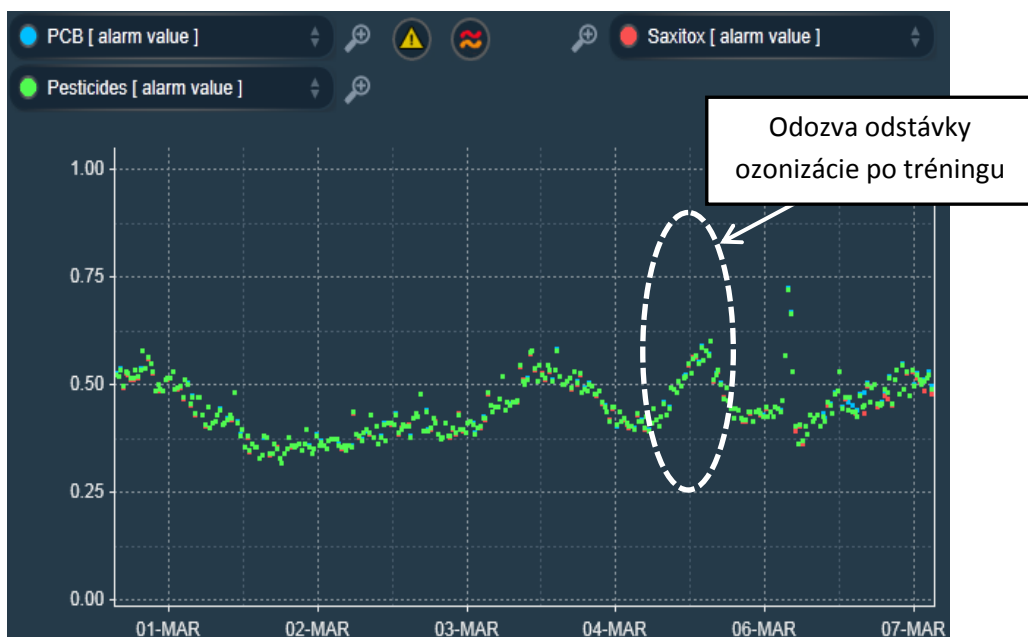 PCB [ alarm value ]
Saxitox [ alarm value ]
Pesticides [ alarm value ]
Odozva odstávky
ozonizácie po tréningu
1.00
0.75
0.50
0.25
0.00
01-MAR 02-MAR 03-MAR 04-MAR 06-MAR 07-MAR